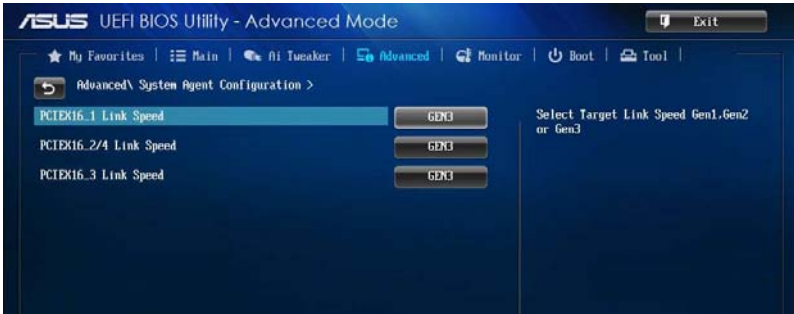 ASUS UEFI BIOS Utility - Advanced Mode
Exit
My Favorites | Main | Ai Tweaker | Advanced | Monitor | Boot | Tool |
Advanced\ System Agent Configuration >
PCIEX16_1 Link Speed GEN3
Select Target Link Speed Gen1,Gen2
or Gen3
PCIEX16_2/4 Link Speed GEN3
PCIEX16_3 Link Speed GEN3